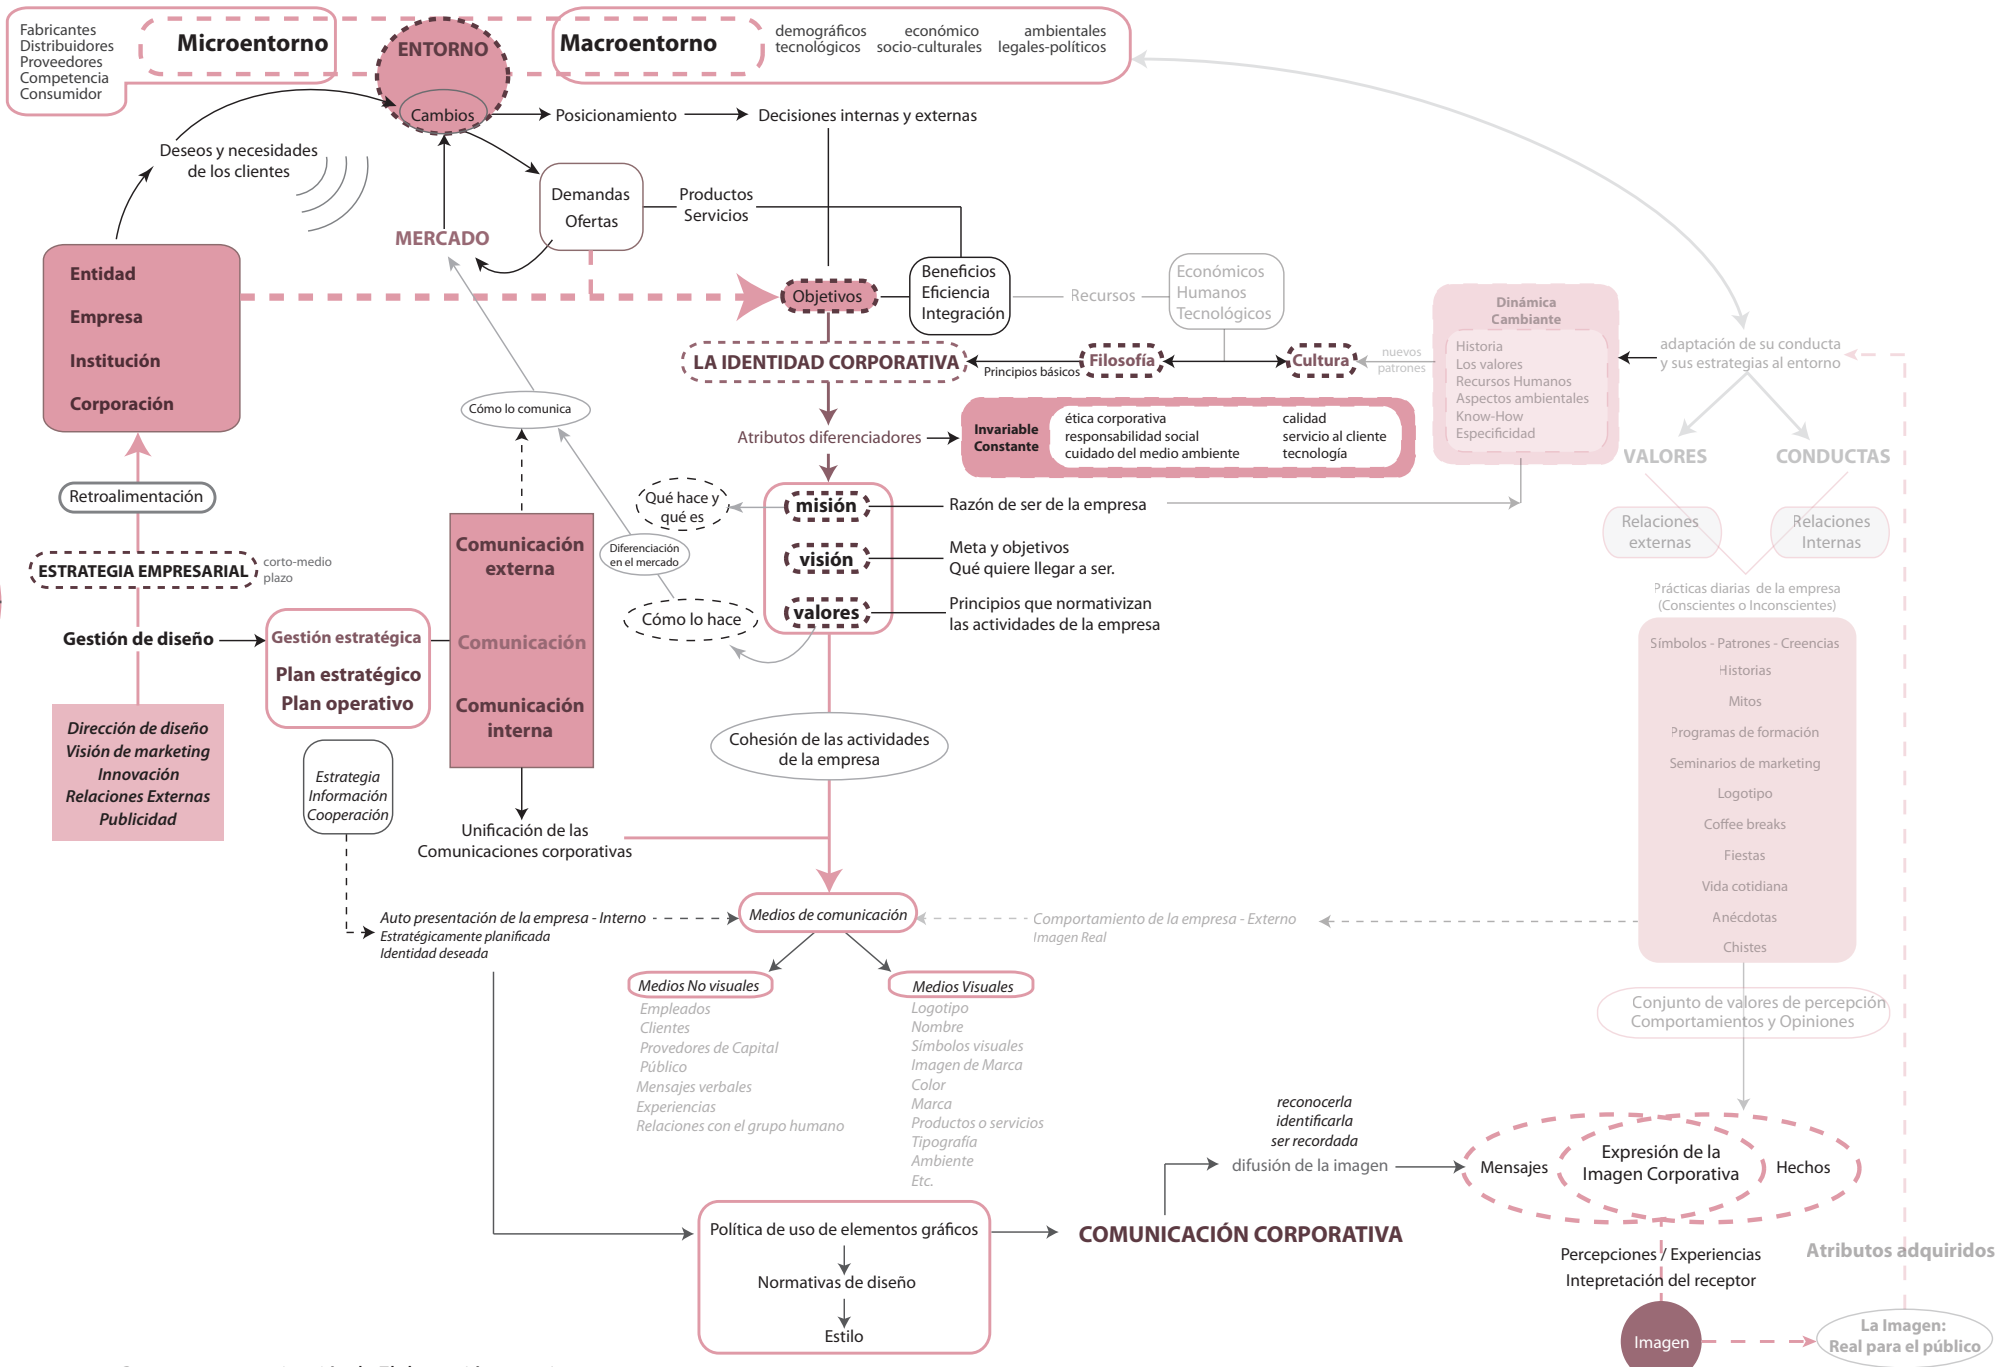 Fabricantes
Distribuidores
Proveedores
Competencia
Consumidor
Microentorno
ENTORNO
Cambios
Macroentorno
demográficos económico ambientales
tecnológicos socio-culturales legales-políticos
Posicionamiento
Decisiones internas y externas
Deseos y necesidades
de los clientes
Demandas
Ofertas
Productos
Servicios
MERCADO
Entidad
Empresa
Institución
Corporación
Objetivos
Beneficios
Eficiencia
Integración
Recursos
Económicos
Humanos
Tecnológicos
LA IDENTIDAD CORPORATIVA
Principios básicos
Filosofía
Cultura
nuevos
patrones
Dinámica
Cambiante
Historia
Los valores
Recursos Humanos
Aspectos ambientales
Know-How
Especificidad
adaptación de su conducta
y sus estrategias al entorno
VALORES
CONDUCTAS
Relaciones
externas
Relaciones
Internas
Prácticas diarias de la empresa
(Conscientes o Inconscientes)
Símbolos - Patrones - Creencias
Historias
Mitos
Programas de formación
Seminarios de marketing
Logotipo
Coffee breaks
Fiestas
Vida cotidiana
Anécdotas
Chistes
Conjunto de valores de percepción
Comportamientos y Opiniones
Cómo lo comunica
Atributos diferenciadores
Invariable
Constante
ética corporativa
responsabilidad social
cuidado del medio ambiente
calidad
servicio al cliente
tecnología
Retroalimentación
ESTRATEGIA EMPRESARIAL
corto-medio
plazo
Gestión de diseño
Gestión estratégica
Plan estratégico
Plan operativo
Comunicación
externa
Comunicación
Comunicación
interna
Qué hace y
qué es
Diferenciación
en el mercado
Cómo lo hace
misión
Razón de ser de la empresa
visión
Meta y objetivos
Qué quiere llegar a ser.
valores
Principios que normativizan
las actividades de la empresa
Dirección de diseño
Visión de marketing
Innovación
Relaciones Externas
Publicidad
Estrategia
Información
Cooperación
Cohesión de las actividades
de la empresa
Unificación de las
Comunicaciones corporativas
Auto presentación de la empresa - Interno
Estratégicamente planificada
Identidad deseada
Medios de comunicación
Comportamiento de la empresa - Externo
Imagen Real
Medios No visuales
Empleados
Clientes
Provedores de Capital
Público
Mensajes verbales
Experiencias
Relaciones con el grupo humano
Medios Visuales
Logotipo
Nombre
Símbolos visuales
Imagen de Marca
Color
Marca
Productos o servicios
Tipografía
Ambiente
Etc.
Política de uso de elementos gráficos
Normativas de diseño
Estilo
COMUNICACIÓN CORPORATIVA
reconocerla
identificarla
ser recordada
difusión de la imagen
Mensajes
Expresión de la
Imagen Corporativa
Hechos
Percepciones / Experiencias
Intepretación del receptor
Imagen
Atributos adquiridos
La Imagen:
Real para el público